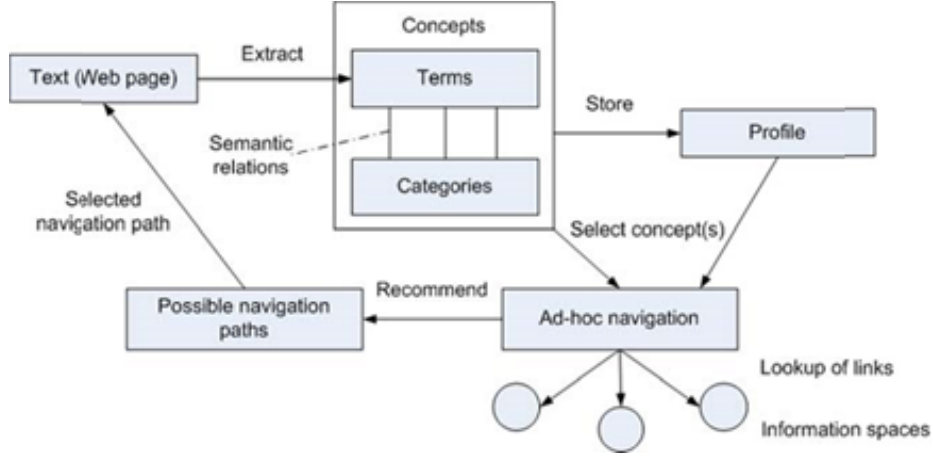 Concepts
Extract
Text (Web page)
Terms
Store
Semantic
relations
Profile
Categories
Selected
navigation path
Select concept(s)
Recommend
Possible navigation
paths
Ad-hoc navigation
Lookup of links
Information spaces